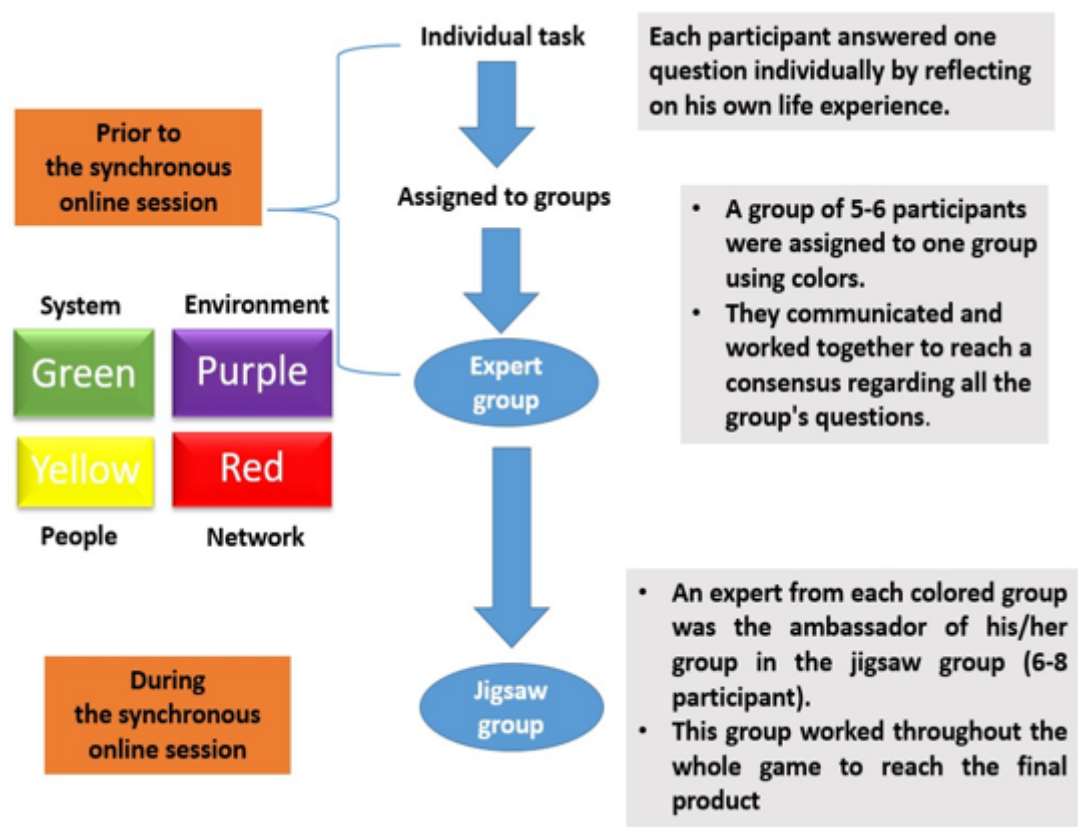 Individual task
Each participant answered one
question individually by reflecting
on his own life experience.
Prior to
the synchronous
online session
Assigned to groups
• A group of 5-6 participants
were assigned to one group
using colors.
• They communicated and
worked together to reach a
consensus regarding all the
group's questions.
System
Environment
Green
Purple
Yellow
Red
People
Network
Expert
group
• An expert from each colored group
was the ambassador of his/her
group in the jigsaw group (6-8
participant).
• This group worked throughout the
whole game to reach the final
product
During
the synchronous
online session
Jigsaw
group